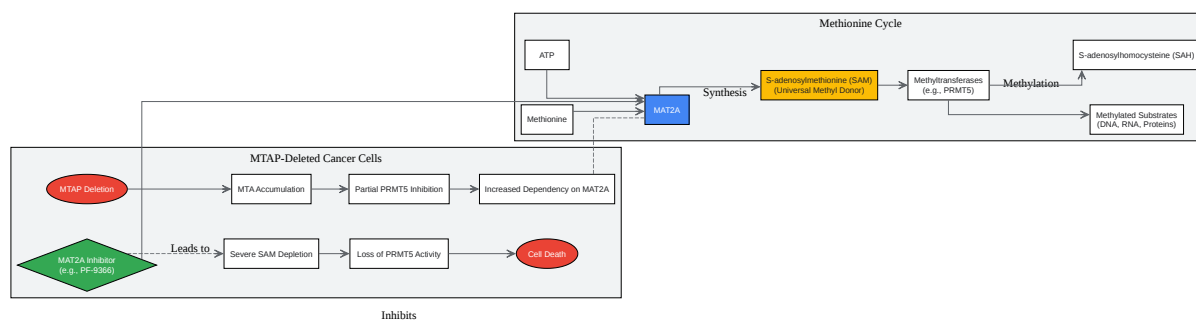 Methionine Cycle
ATP
S-adenosylhomocysteine (SAH)
S-adenosylmethionine (SAM)
(Universal Methyl Donor)
Methyltransferases
(e.g., PRMT5)
Methylation
Synthesis
MAT2A
Methionine
Methylated Substrates
(DNA, RNA, Proteins)
MTAP-Deleted Cancer Cells
MTAP Deletion
MTA Accumulation
Partial PRMT5 Inhibition
Increased Dependency on MAT2A
Leads to
MAT2A Inhibitor
(e.g., PF-9366)
Severe SAM Depletion
Loss of PRMT5 Activity
Cell Death
Inhibits